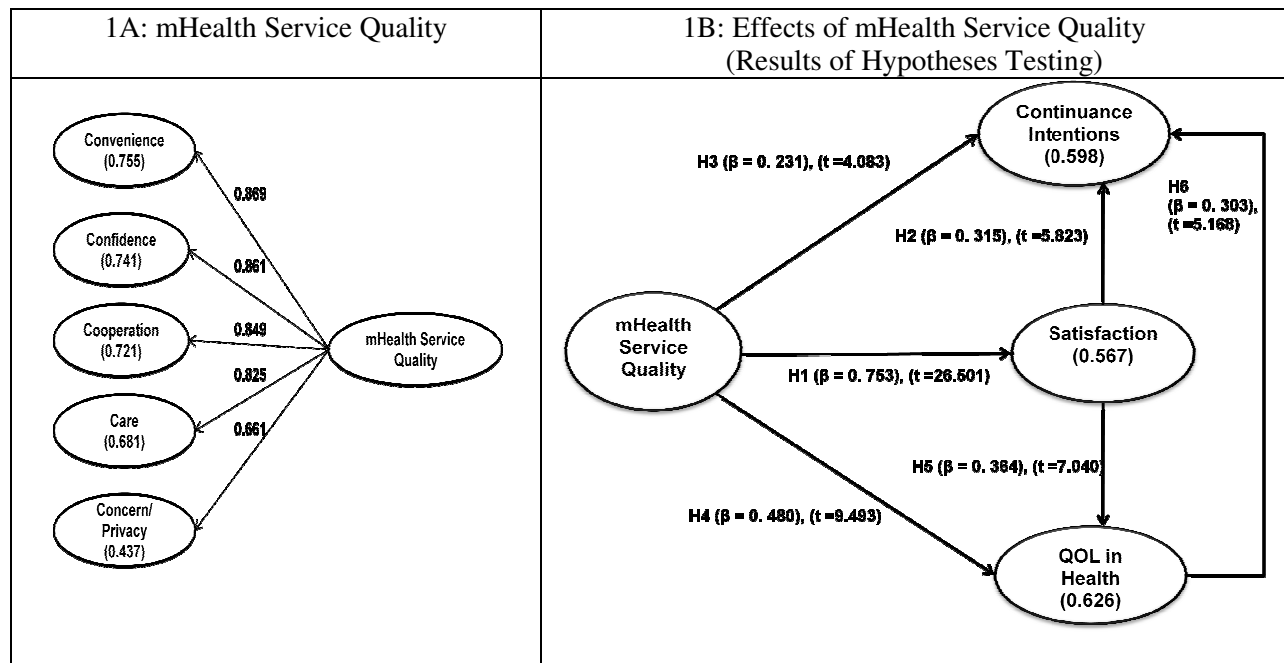 1A: mHealth Service Quality
1B: Effects of mHealth Service Quality
(Results of Hypotheses Testing)
Convenience
(0.755)
0.869
Confidence
(0.741)
0.861
Cooperation
(0.721)
0.849
mHealth Service
Quality
Care
(0.681)
0.825
Concern/
Privacy
(0.437)
0.661
Continuance
Intentions
(0.598)
H3 (β = 0. 231), (t=4.083)
H6
(β = 0. 303),
(t=5.168)
H2 (β = 0. 315), (t=5.823)
mHealth
Service
Quality
Satisfaction
(0.567)
H1 (β = 0. 753), (t=26.501)
H5 (β = 0. 364), (t=7.040)
H4 (β = 0. 480), (t=9.493)
QOL in
Health
(0.626)